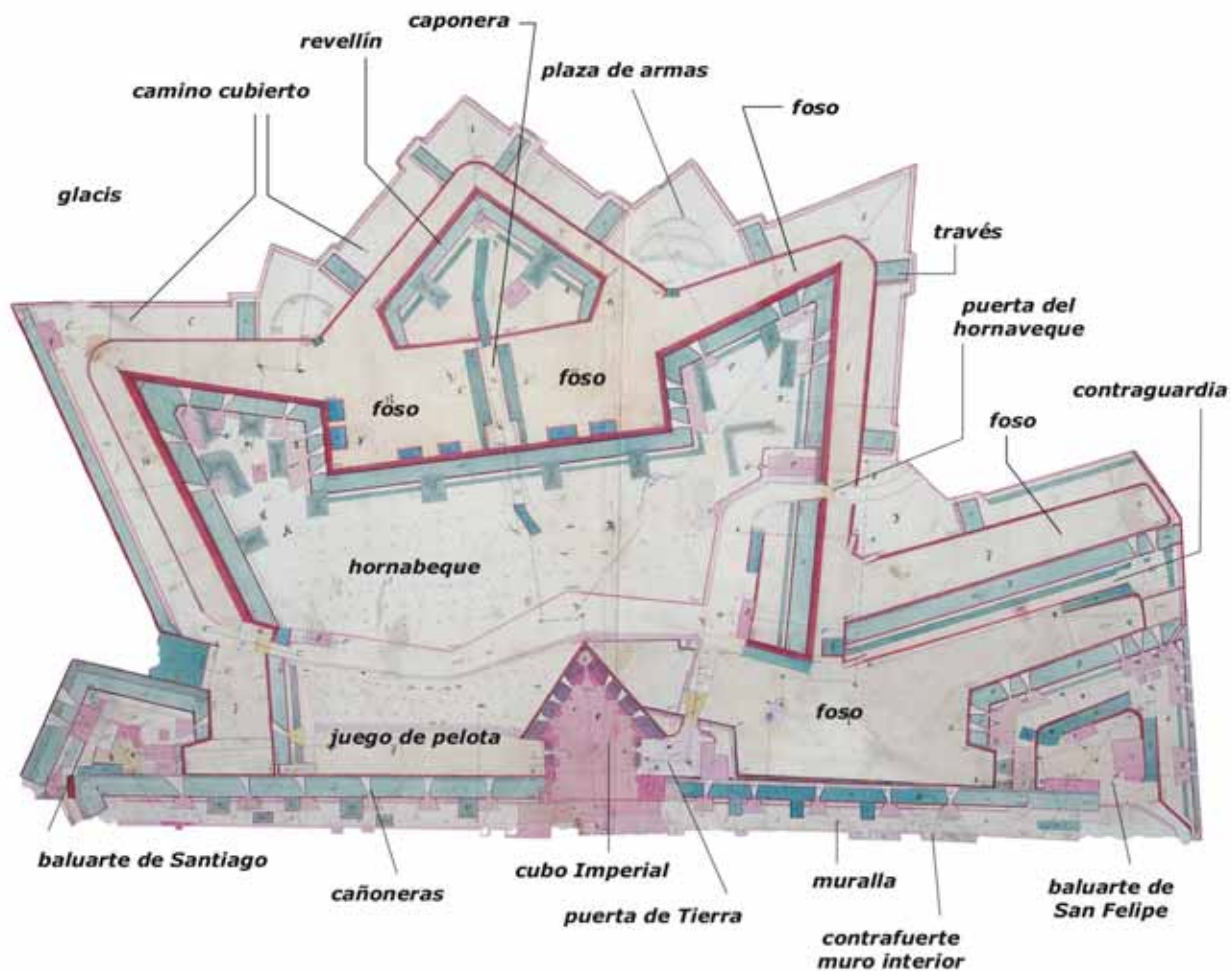 caponera
revellín
plaza de armas
camino cubierto
foso
glacis
través
puerta del
hornaveque
contraguardia
foso
foso
foso
hornabeque
foso
juego de pelota
baluarte de Santiago
cañoneras
cubo Imperial
puerta de Tierra
muralla
contrafuerte
muro interior
baluarte de
San Felipe